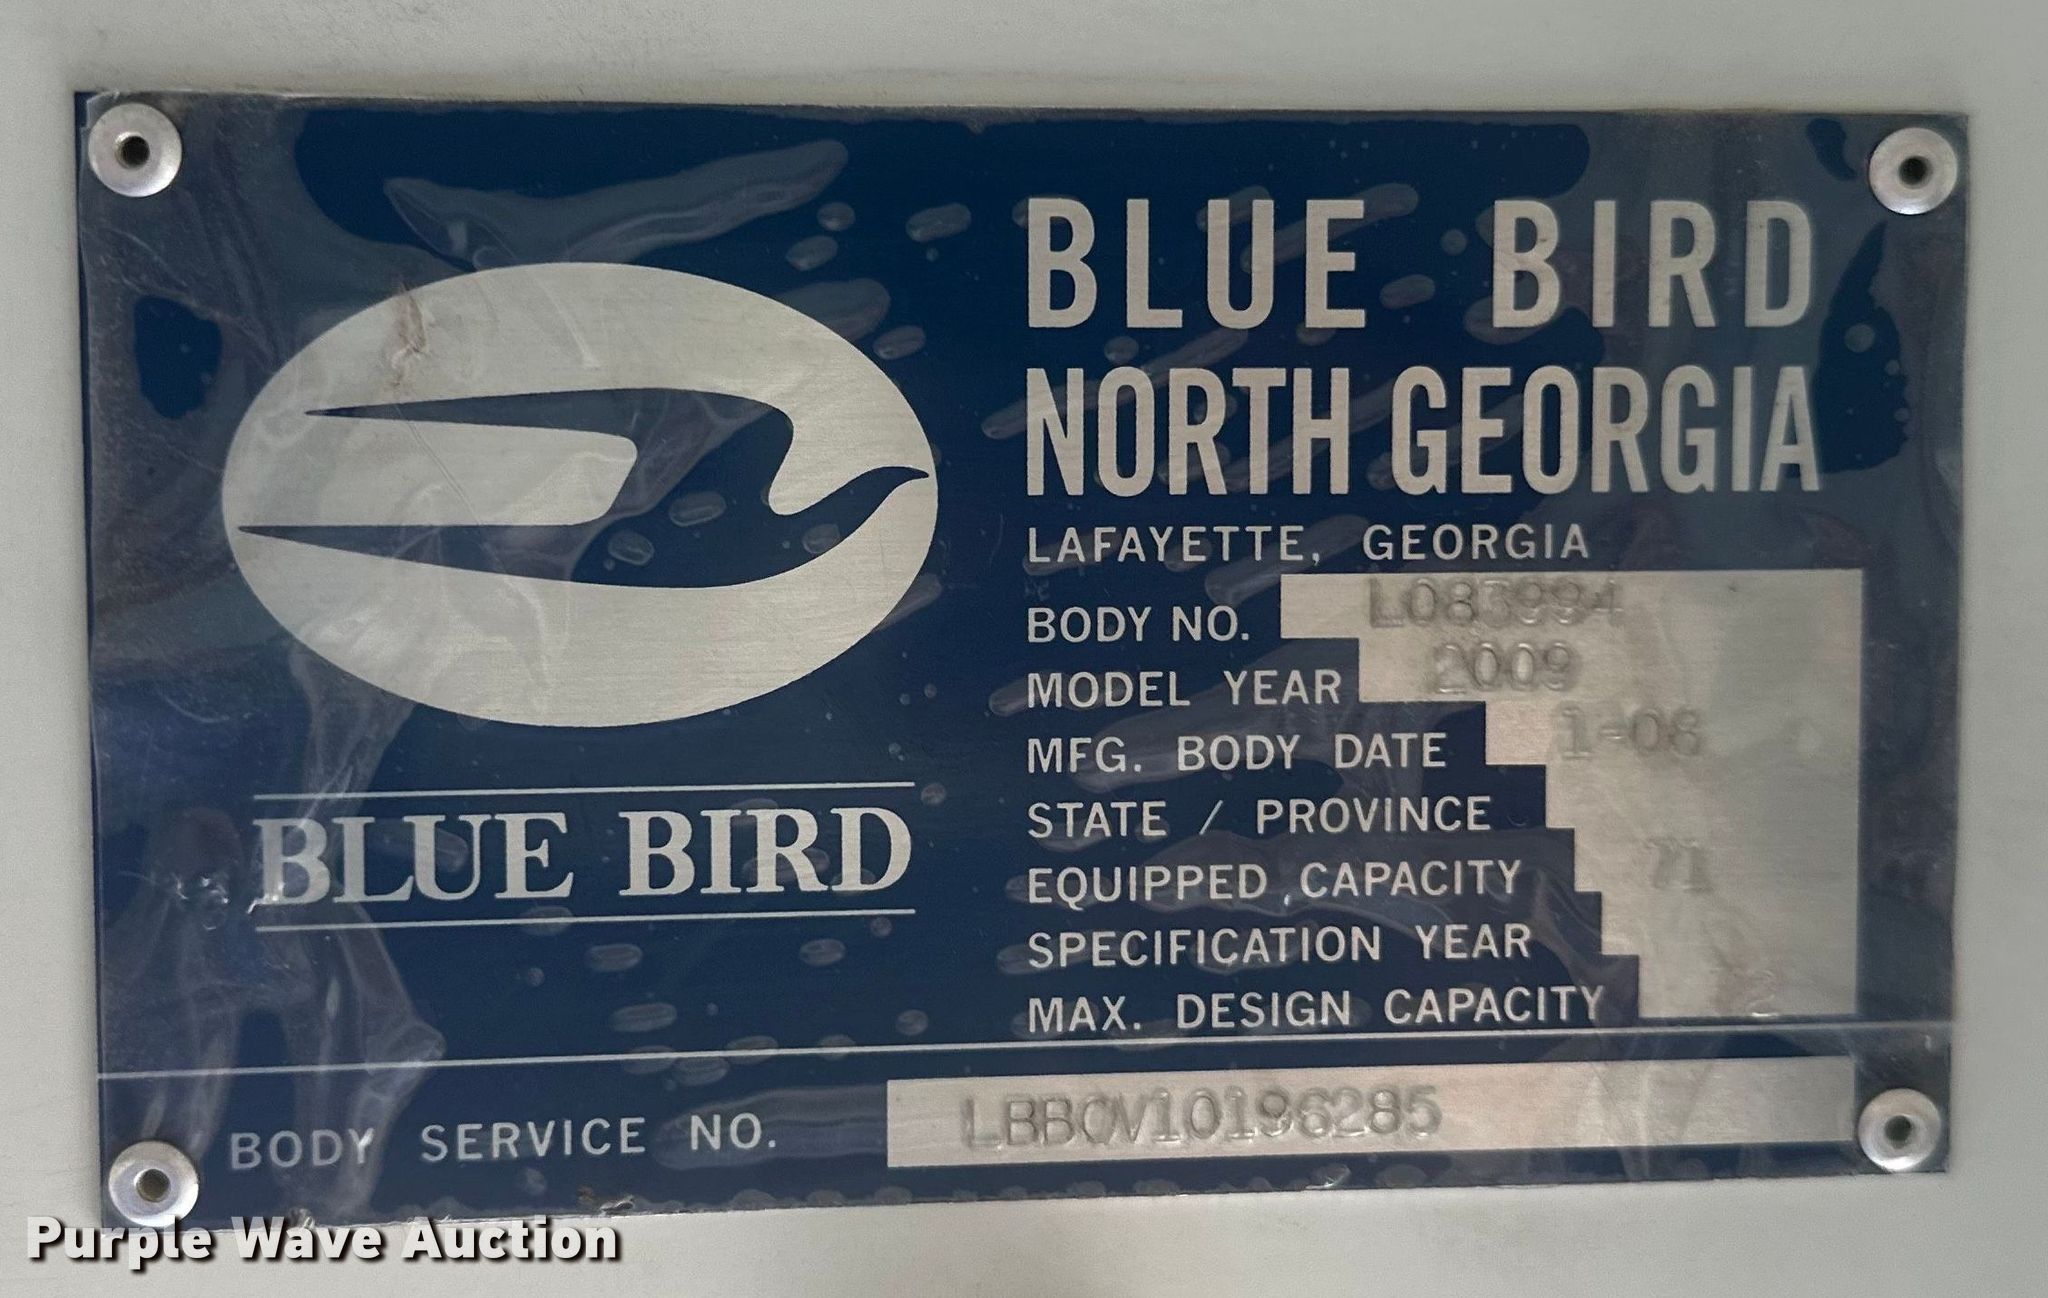 BLUE BIRD
NORTH GEORGIA
LAFAYETTE, GEORGIA
BODY NO.
MODEL YEAR 2009
MFG. BODY DATE 1-08
STATE / PROVINCE
EQUIPPED CAPACITY 71
SPECIFICATION YEAR
MAX. DESIGN CAPACITY
BLUE BIRD
BODY SERVICE NO. LBBCV10196285
Purple Wave Auction